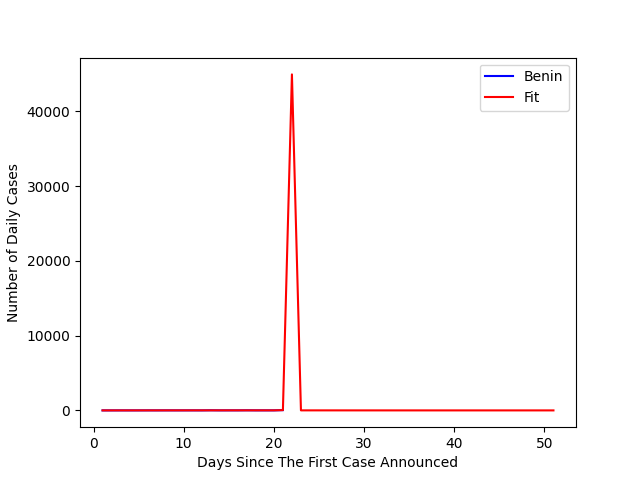 Benin
Fit
Number of Daily Cases
40000
30000
20000
10000
0
0 10 20 30 40 50
Days Since The First Case Announced